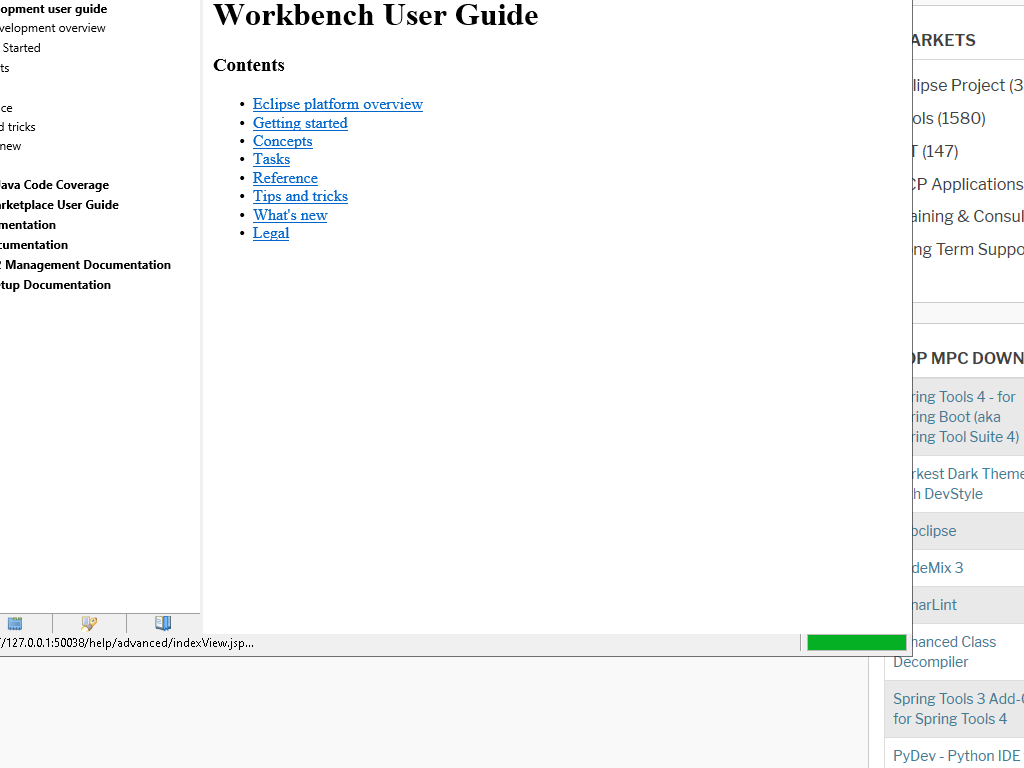 opment user guide
velopment overview
Started
ts
ce
d tricks
new
Java Code Coverage
arketplace User Guide
mentation
cumentation
2 Management Documentation
etup Documentation
Workbench User Guide
Contents
• Eclipse platform overview
• Getting started
• Concepts
• Tasks
• Reference
• Tips and tricks
• What's new
• Legal
/127.0.0.1:50038/help/advanced/indexView.jsp...
ARKETS
lipse Project (3
ols (1580)
T (147)
CP Applications
aining & Consul
ng Term Suppo
OP MPC DOWN
ring Tools 4 - for
ring Boot (aka
ring Tool Suite 4)
rkest Dark Theme
h DevStyle
bclipse
deMix 3
narLint
hanced Class
Decompiler
Spring Tools 3 Add-O
for Spring Tools 4
PyDev - Python IDE